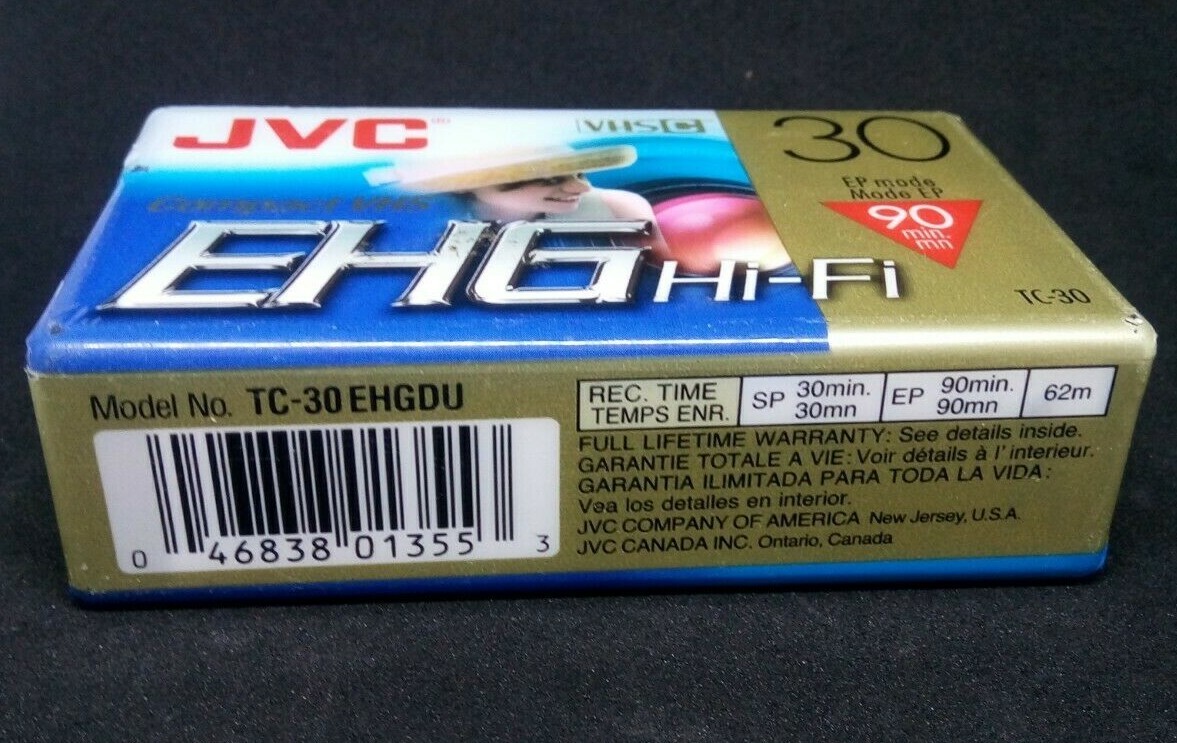 JVC®
VHS C
30
Compact VHS
EP mode
Mode EP
90
min.
mn
EHG Hi-Fi
TC-30
Model No. TC-30 EHGDU
0 46838 01355 3
REC. TIME
TEMPS ENR.
SP 30min.
30mn
EP 90min.
90mn
62m
FULL LIFETIME WARRANTY: See details inside.
GARANTIE TOTALE A VIE: Voir détails à l'interieur.
GARANTIA ILIMITADA PARA TODA LA VIDA:
Vea los detalles en interior.
JVC COMPANY OF AMERICA New Jersey, U.S.A.
JVC CANADA INC. Ontario, Canada